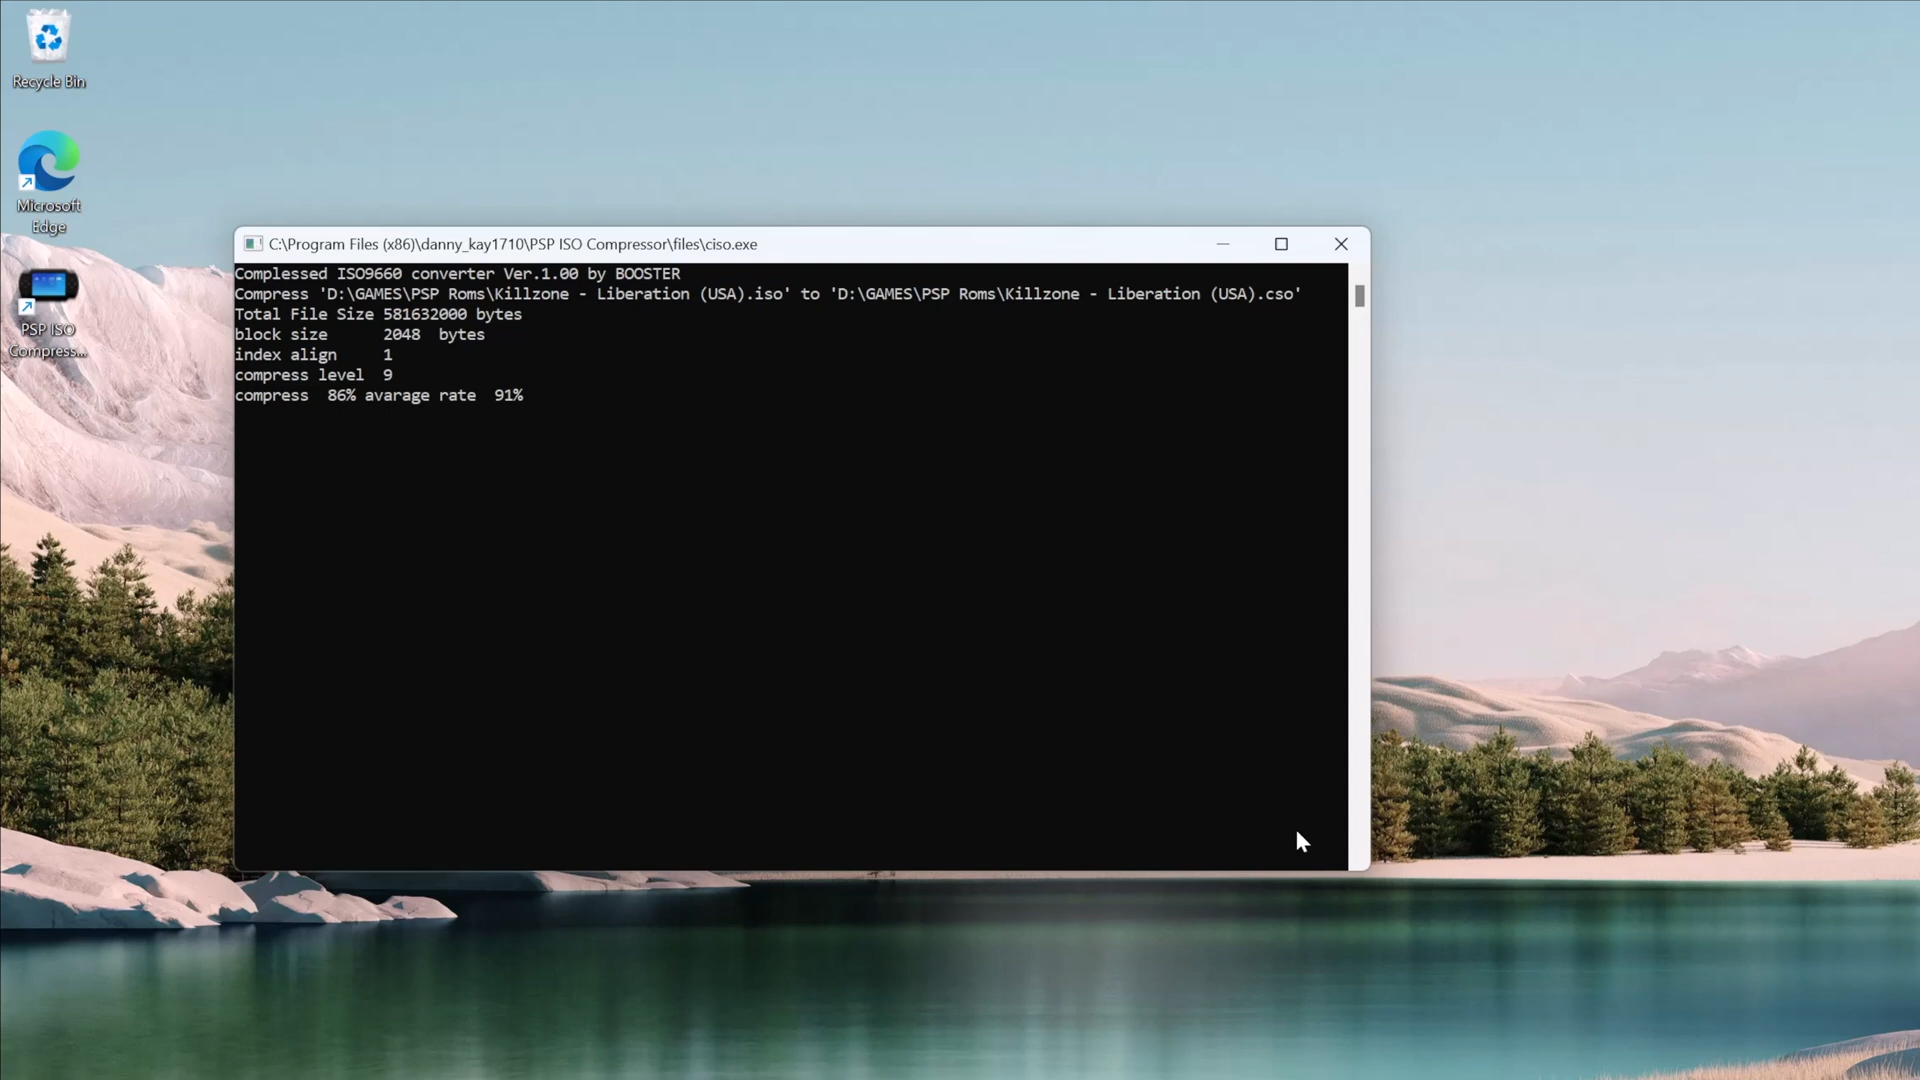 Recycle Bin
Microsoft
Edge
PSP ISO
Compress...
C:\Program Files (x86)\danny_kay1710\PSP ISO Compressor\files\ciso.exe
Complessed ISO9660 converter Ver.1.00 by BOOSTER
Compress 'D:\GAMES\PSP Roms\Killzone - Liberation (USA).iso' to 'D:\GAMES\PSP Roms\Killzone - Liberation (USA).cso'
Total File Size 581632000 bytes
block size      2048  bytes
index align     1
compress level  9
compress  86% avarage rate  91%